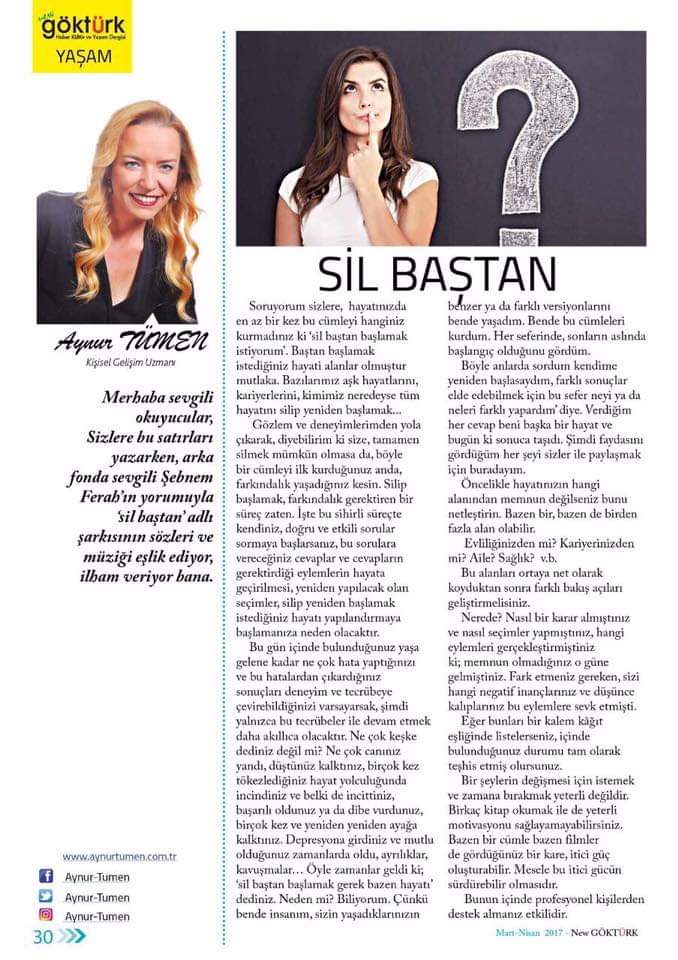 new
göktürk
Haber Kültür ve Yaşam Dergisi
YAŞAM
Aynur TÜMEN
Kişisel Gelişim Uzmanı
Merhaba sevgili
okuyucular,
Sizlere bu satırları
yazarken, arka
fonda sevgili Şebnem
Ferah'ın yorumuyla
'sil baştan' adlı
şarkısının sözleri ve
müziği eşlik ediyor,
ilham veriyor bana.
www.aynurtumen.com.tr
Aynur-Tumen
Aynur-Tumen
Aynur-Tumen
30
?
SİL BAŞTAN
Soruyorum sizlere, hayatınızda
en az bir kez bu cümleyi hanginiz
kurmadınız ki 'sil baştan başlamak
istiyorum'. Baştan başlamak
istediğiniz hayati alanlar olmuştur
mutlaka. Bazılarımız aşk hayatlarını,
kariyerlerini, kimimiz neredeyse tüm
hayatını silip yeniden başlamak...
Gözlem ve deneyimlerimden yola
çıkarak, diyebilirim ki size, tamamen
silmek mümkün olmasa da, böyle
bir cümleyi ilk kurduğunuz anda,
farkındalık yaşadığınız kesin. Silip
başlamak, farkındalık gerektiren bir
süreç zaten. İşte bu sihirli süreçte
kendiniz, doğru ve etkili sorular
sormaya başlarsanız, bu sorulara
vereceğiniz cevaplar ve cevapların
gerektirdiği eylemlerin hayata
geçirilmesi, yeniden yapılacak olan
seçimler, silip yeniden başlamak
istediğiniz hayatı yapılandırmaya
başlamanıza neden olacaktır.
Bu gün içinde bulunduğunuz yaşa
gelene kadar ne çok hata yaptığınızı
ve bu hatalardan çıkardığınız
sonuçları deneyim ve tecrübeye
çevirebildiğinizi varsayarsak, şimdi
yalnızca bu tecrübeler ile devam etmek
daha akıllıca olacaktır. Ne çok keşke
dediniz değil mi? Ne çok canınız
yandı, düştünüz kalktınız, birçok kez
tökezlediğiniz hayat yolculuğunda
incindiniz ve belki de incittiniz,
başarılı oldunuz ya da dibe vurdunuz,
birçok kez ve yeniden yeniden ayağa
kalktınız. Depresyona girdiniz ve mutlu
olduğunuz zamanlarda oldu, ayrılıklar,
kavuşmalar… Öyle zamanlar geldi ki;
'sil baştan başlamak gerek bazen hayatı'
dediniz. Neden mi? Biliyorum. Çünkü
bende insanım, sizin yaşadıklarınızın
benzer ya da farklı versiyonlarını
bende yaşadım. Bende bu cümleleri
kurdum. Her seferinde, sonların aslında
başlangıç olduğunu gördüm.
Böyle anlarda sordum kendime
yeniden başlasaydım, farklı sonuçlar
elde edebilmek için bu sefer neyi ya da
neleri farklı yapardım' diye. Verdiğim
her cevap beni başka bir hayat ve
bugün ki sonuca taşıdı. Şimdi faydasını
gördüğüm her şeyi sizler ile paylaşmak
için buradayım.
Öncelikle hayatınızın hangi
alanından memnun değilseniz bunu
netleştirin. Bazen bir, bazen de birden
fazla alan olabilir.
Evliliğinizden mi? Kariyerinizden
mi? Aile? Sağlık? v.b.
Bu alanları ortaya net olarak
koyduktan sonra farklı bakış açıları
geliştirmelisiniz.
Nerede? Nasıl bir karar almıştınız
ve nasıl seçimler yapmıştınız, hangi
eylemleri gerçekleştirmiştiniz
ki; memnun olmadığınız o güne
gelmiştiniz. Fark etmeniz gereken, sizi
hangi negatif inançlarınız ve düşünce
kalıplarınız bu eylemlere sevk etmişti.
Eğer bunları bir kalem kâğıt
eşliğinde listelerseniz, içinde
bulunduğunuz durumu tam olarak
teşhis etmiş olursunuz.
Bir şeylerin değişmesi için istemek
ve zamana bırakmak yeterli değildir.
Birkaç kitap okumak ile de yeterli
motivasyonu sağlayamayabilirsiniz.
Bazen bir cümle bazen filmler
de gördüğünüz bir kare, itici güç
oluşturabilir. Mesele bu itici gücün
sürdürebilir olmasıdır.
Bunun içinde profesyonel kişilerden
destek almanız etkilidir.
Mart-Nisan 2017 - New GÖKTÜRK